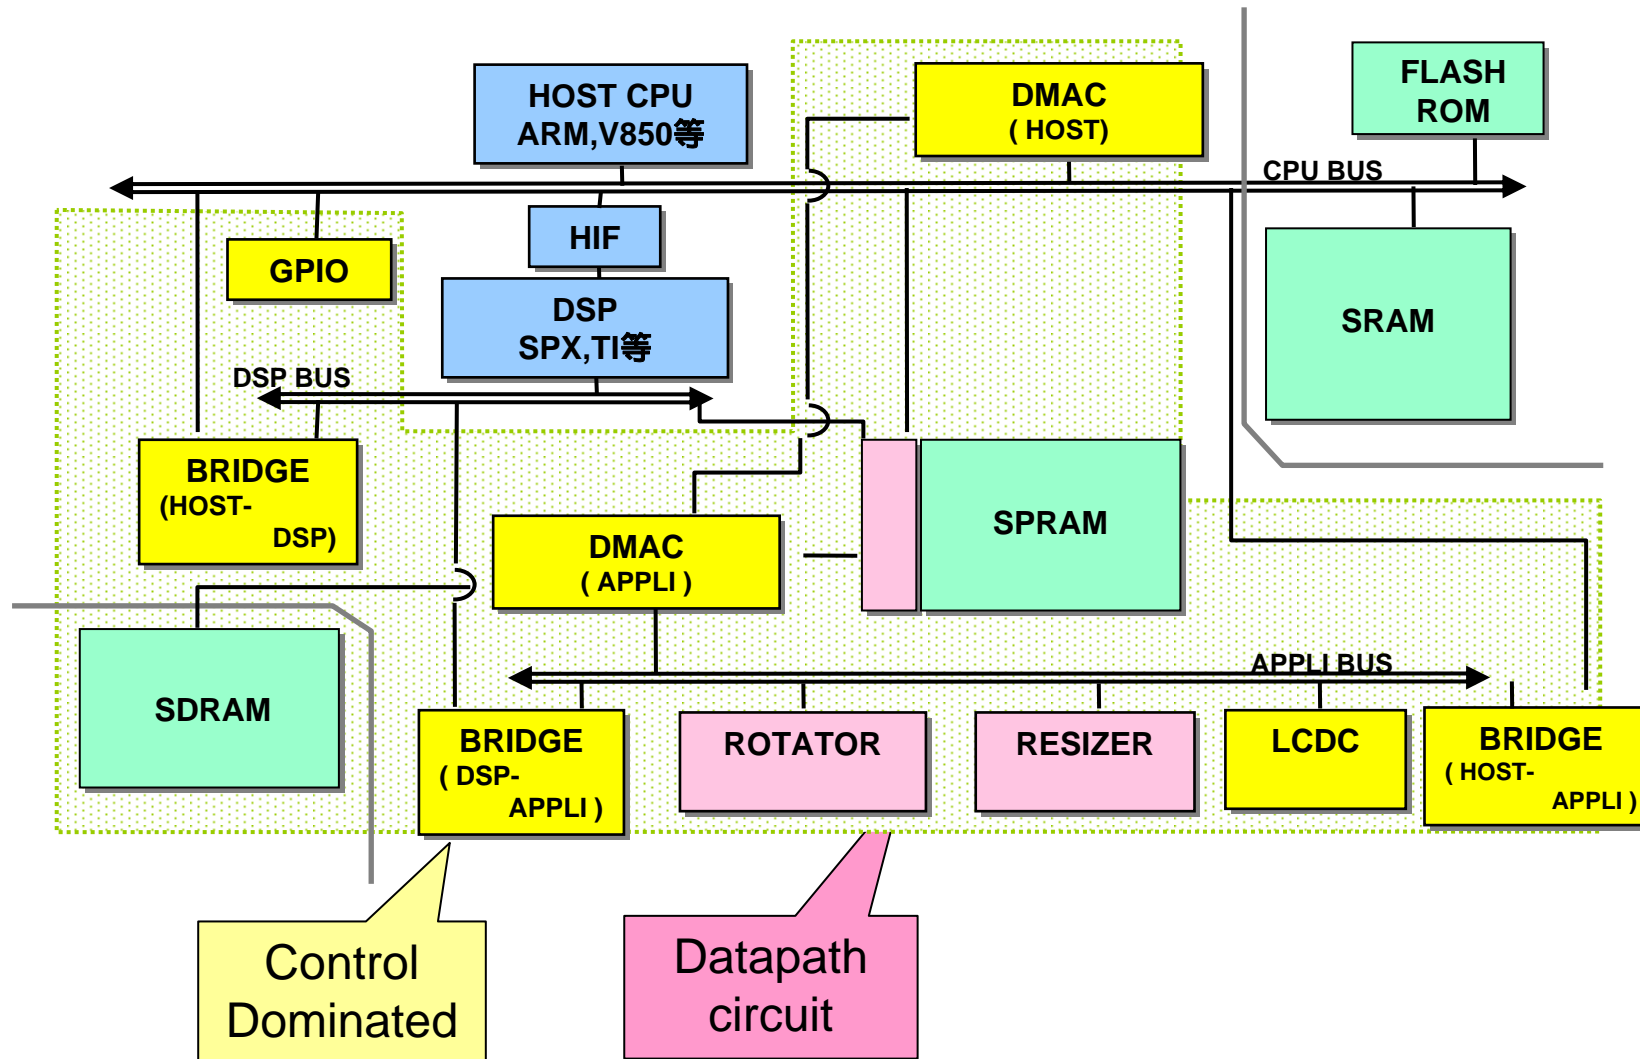 HOST CPU
ARM,V850等
DMAC
( HOST)
FLASH
ROM
CPU BUS
HIF
GPIO
DSP
SPX,TI等
SRAM
DSP BUS
BRIDGE
(HOST-
DSP)
SPRAM
DMAC
( APPLI )
APPLI BUS
SDRAM
BRIDGE
( DSP-
APPLI )
ROTATOR
RESIZER
LCDC
BRIDGE
( HOST-
APPLI )
Control
Dominated
Datapath
circuit